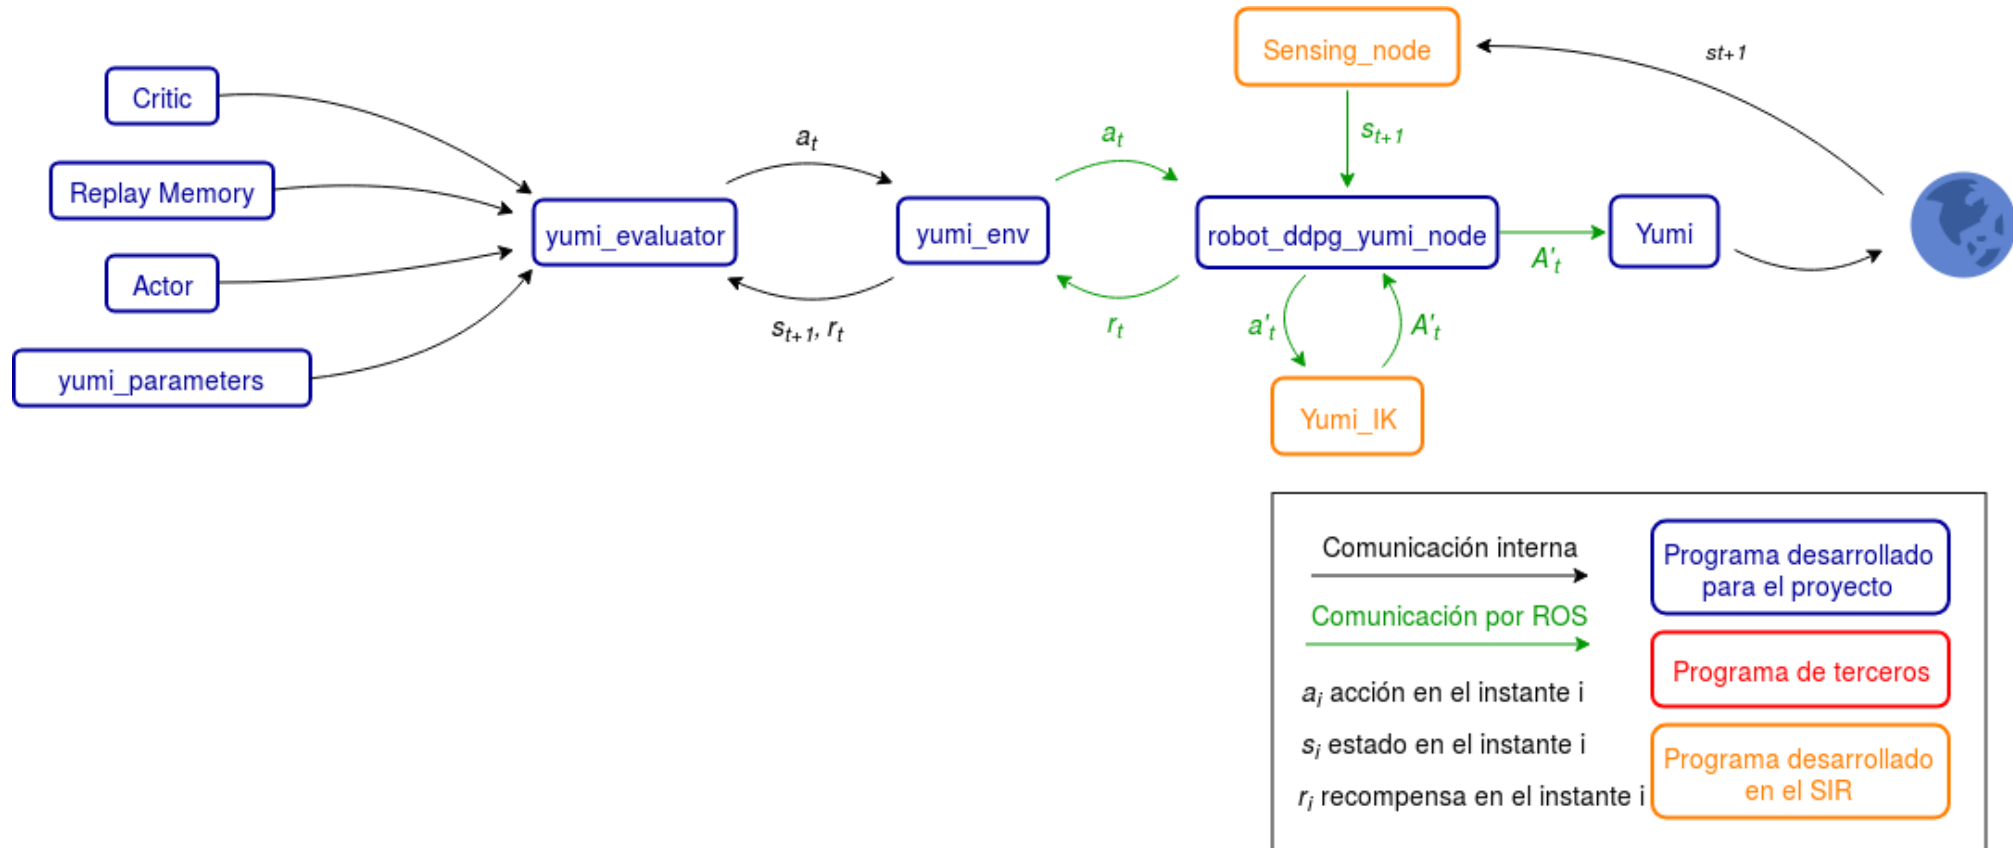 Sensing_node
st+1
Critic
a_t
a_t
s_{t+1}
Replay Memory
yumi_evaluator
yumi_env
robot_ddpg_yumi_node
Yumi
A'_t
Actor
s_{t+1}, r_t
r_t
a'_t
A'_t
yumi_parameters
Yumi_IK
Comunicación interna
Comunicación por ROS
a_i acción en el instante i
s_i estado en el instante i
r_i recompensa en el instante i
Programa desarrollado
para el proyecto
Programa de terceros
Programa desarrollado
en el SIR